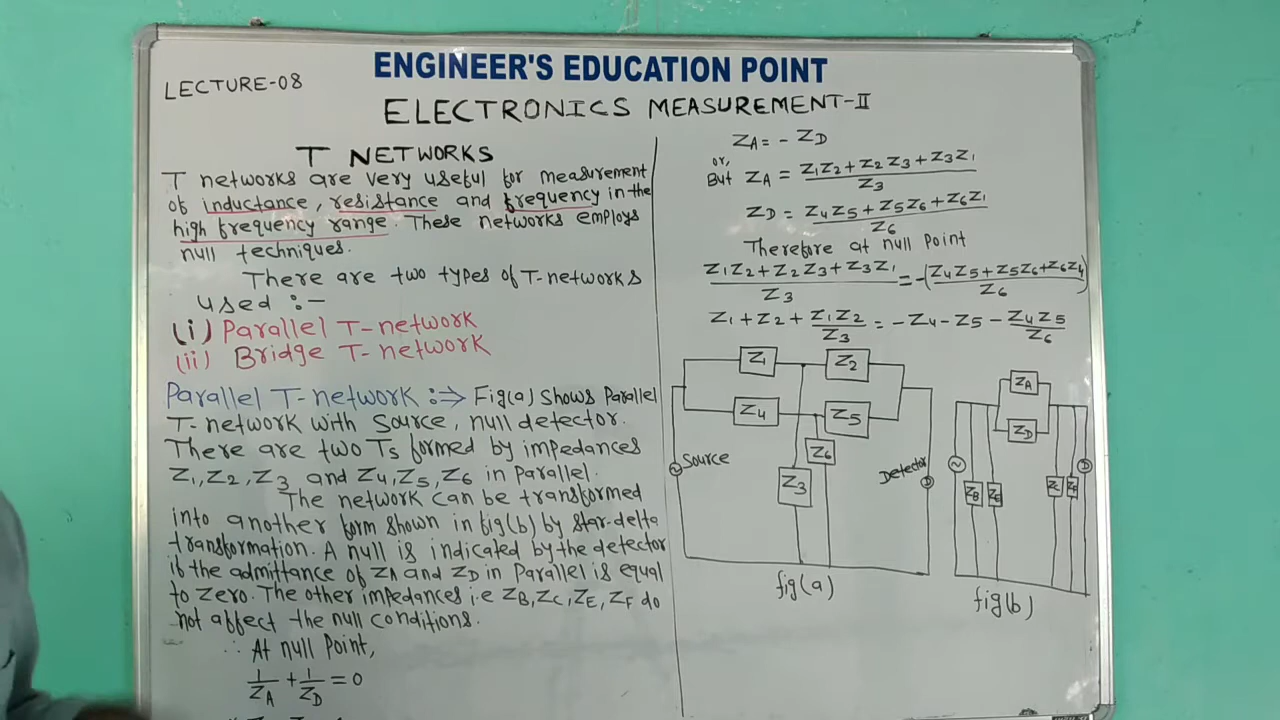 ENGINEER'S EDUCATION POINT
LECTURE-08
ELECTRONICS MEASUREMENT-II
T NETWORKS
T networks are very useful for measurement
of inductance, resistance and frequency in the
high frequency range. These networks employs
null techniques.
There are two types of T-networks
used :-
(i) Parallel T-network
(ii) Bridge T-network
Parallel T-network :⇒ Fig(a) shows Parallel
T-network with source, null detector.
There are two Ts formed by impedances
Z1, Z2, Z3 and Z4, Z5, Z6 in Parallel.
The network can be transformed
into another form shown in fig(b) by star-delta
transformation. A null is indicated by the detector
if the admittance of ZA and ZD in Parallel is equal
to zero. The other impedances i.e ZB, ZC, ZE, ZF do
not affect the null conditions.
∴ At null Point,
1/ZA + 1/ZD = 0
ZA = - ZD
or,
But ZA = Z1Z2 + Z2Z3 + Z3Z1 / Z3
ZD = Z4Z5 + Z5Z6 + Z6Z1 / Z6
Therefore at null Point
Z1Z2 + Z2Z3 + Z3Z1 / Z3 = -(Z4Z5 + Z5Z6 + Z6Z4 / Z6)
Z1 + Z2 + Z1Z2 / Z3 = -Z4 - Z5 - Z4Z5 / Z6
Z1
Z2
Z4
Z5
Z6
Z3
Source
Detector
D
fig(a)
ZA
ZD
ZB
ZE
ZC
ZF
D
fig(b)